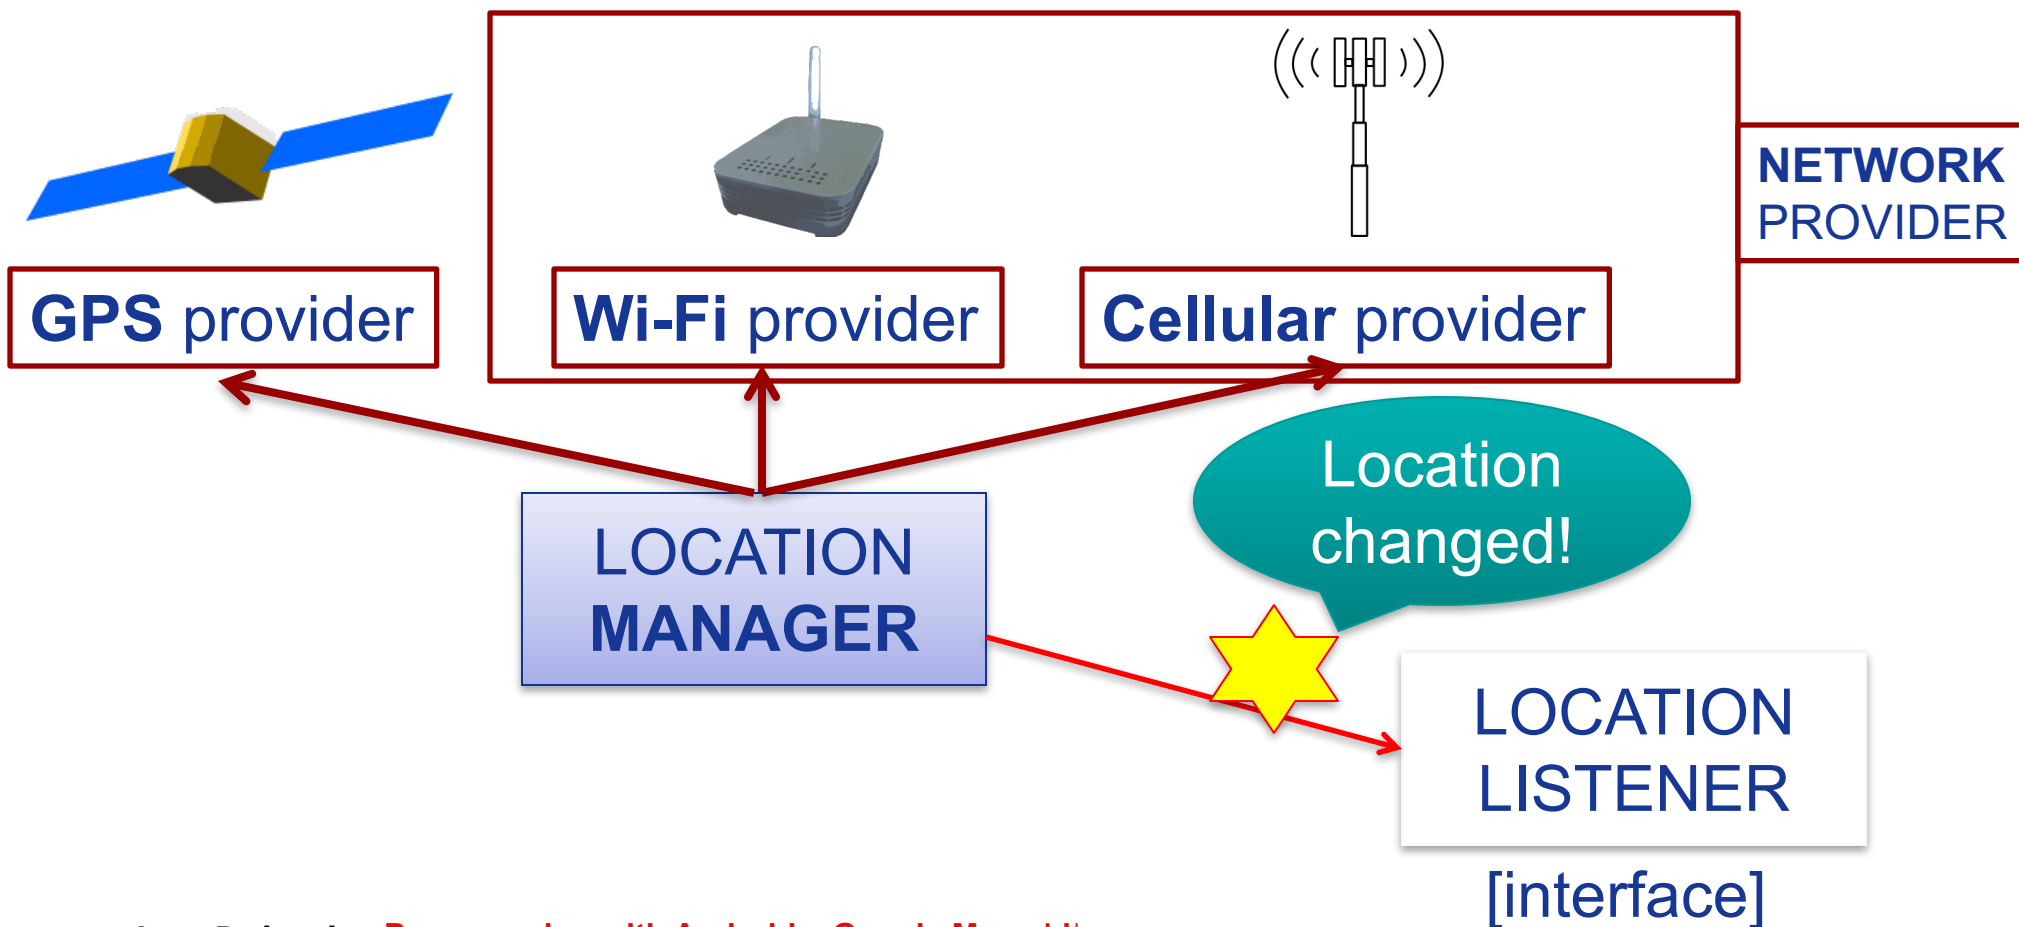 NETWORK
PROVIDER
GPS provider
Wi-Fi provider
Cellular provider
Location
changed!
LOCATION
MANAGER
LOCATION
LISTENER
[interface]